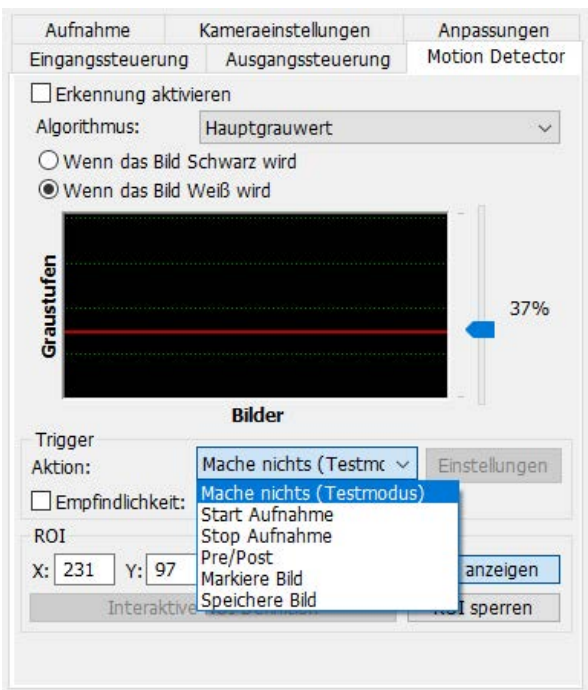 Aufnahme Kameraeinstellungen Anpassungen
Eingangssteuerung Ausgangssteuerung Motion Detector
Erkennung aktivieren
Algorithmus: Hauptgrauwert
Wenn das Bild Schwarz wird
Wenn das Bild Weiß wird
Graustufen
37%
Bilder
Trigger
Aktion: Mache nichts (Testmo Einstellungen
Empfindlichkeit: Mache nichts (Testmodus)
Start Aufnahme
Stop Aufnahme
ROI
Pre/Post
X: 231 Y: 97 anzeigen
Markiere Bild
Speichere Bild
Interaktive sperren